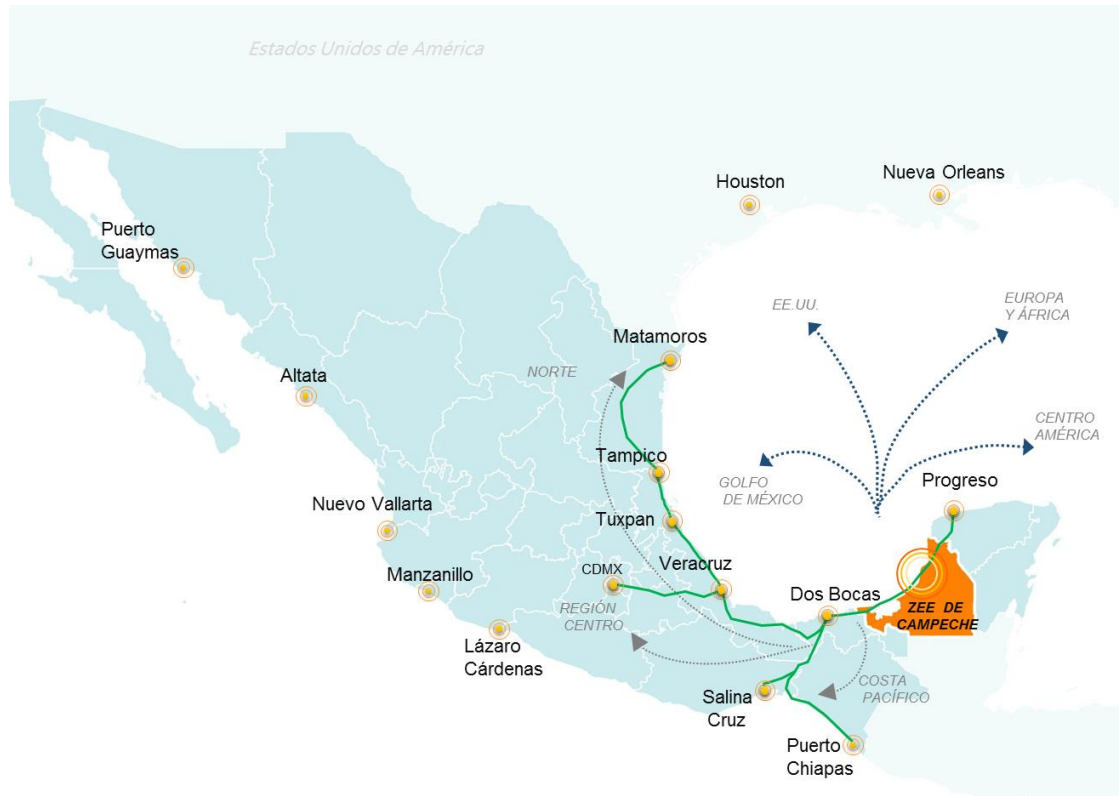 Estados Unidos de América
Nueva Orleans
Houston
Puerto
Guaymas
EE.UU.
EUROPA
Y ÁFRICA
Matamoros
NORTE
Altata
CENTRO
AMÉRICA
Tampico
GOLFO
DE MÉXICO
Progreso
Nuevo Vallarta
Tuxpan
CDMX
Veracruz
Manzanillo
Dos Bocas
REGIÓN
CENTRO
ZEE DE
CAMPECHE
Lázaro
Cárdenas
COSTA
PACÍFICO
Salina
Cruz
Puerto
Chiapas